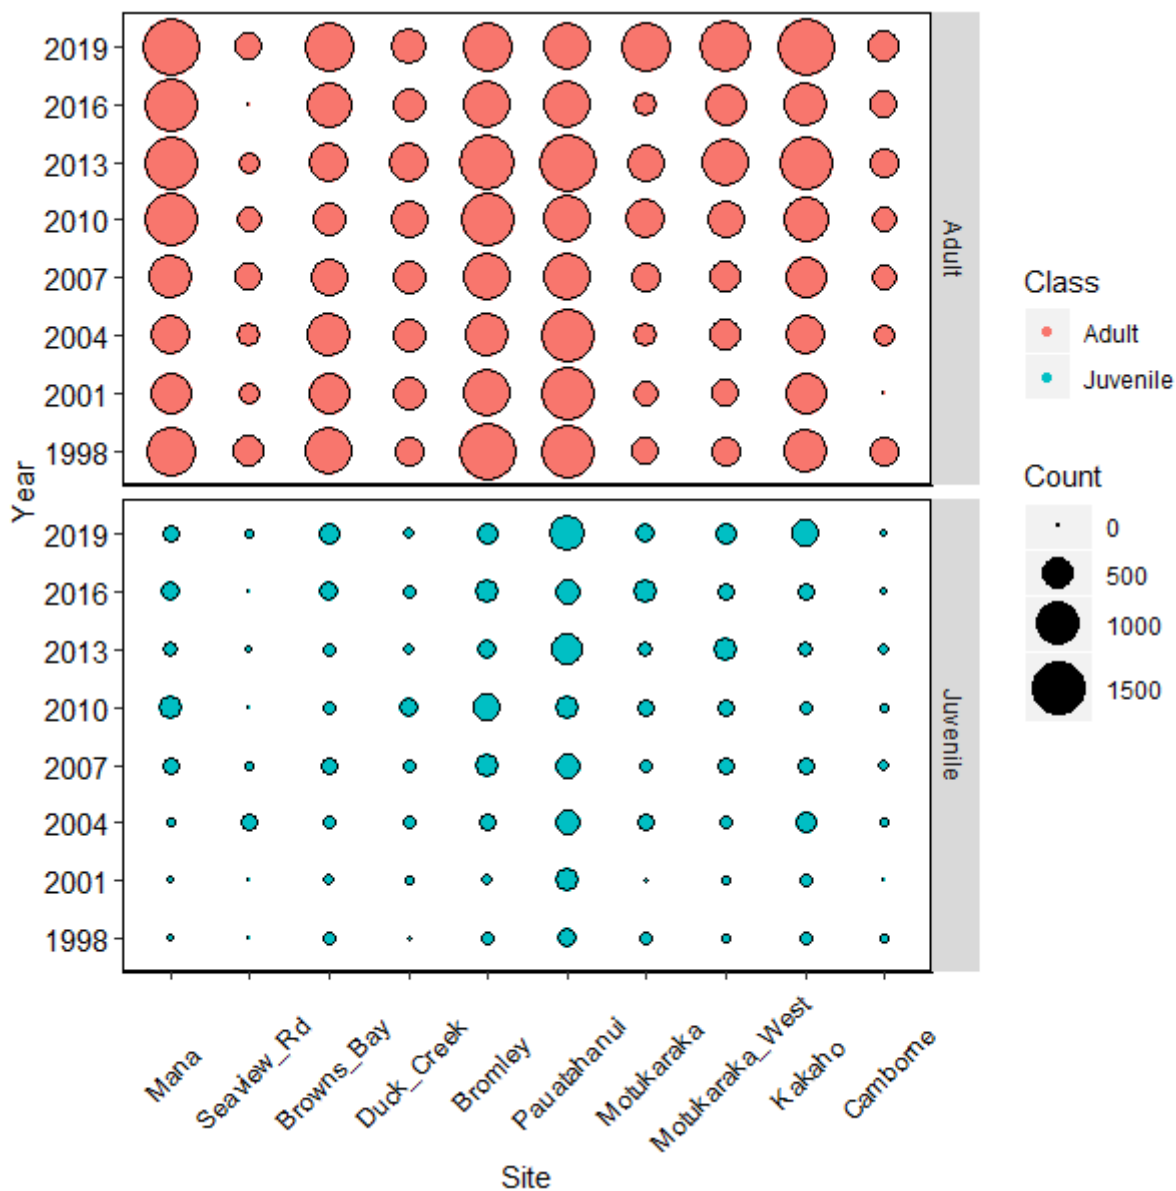 2019
2016
2013
2010
2007
2004
2001
1998
Adult
Year
2019
2016
2013
2010
2007
2004
2001
1998
Juvenile
Mana
Seaview_Rd
Browns_Bay
Duck_Creek
Bromley
Pauatahanui
Motukaraka
Motukaraka_West
Kakaho
Camborne
Site
Class
Adult
Juvenile
Count
0
500
1000
1500